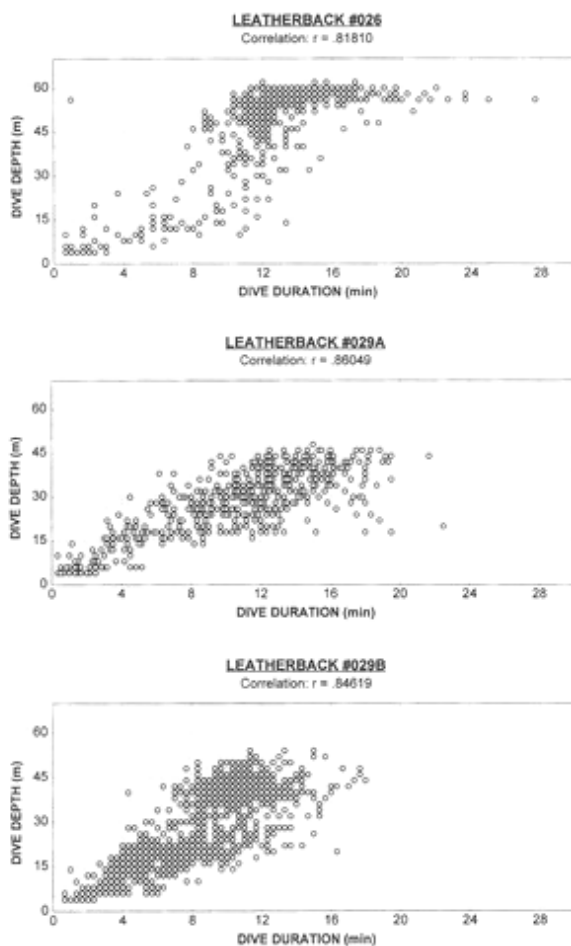 LEATHERBACK #026
Correlation: r = .81810
DIVE DEPTH (m)
60
45
30
15
0
0 4 8 12 16 20 24 28
DIVE DURATION (min)
LEATHERBACK #029A
Correlation: r = .86049
DIVE DEPTH (m)
60
45
30
15
0
0 4 8 12 16 20 24 28
DIVE DURATION (min)
LEATHERBACK #029B
Correlation: r = .84619
DIVE DEPTH (m)
60
45
30
15
0
0 4 8 12 16 20 24 28
DIVE DURATION (min)